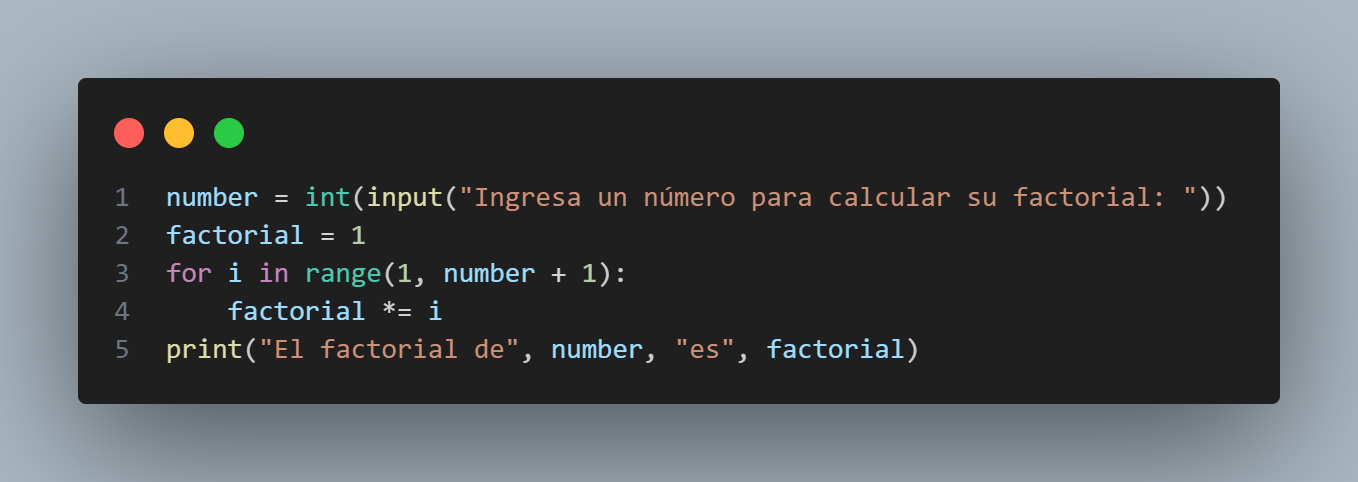 1 number = int(input("Ingresa un número para calcular su factorial: "))
2 factorial = 1
3 for i in range(1, number + 1):
4     factorial *= i
5 print("El factorial de", number, "es", factorial)